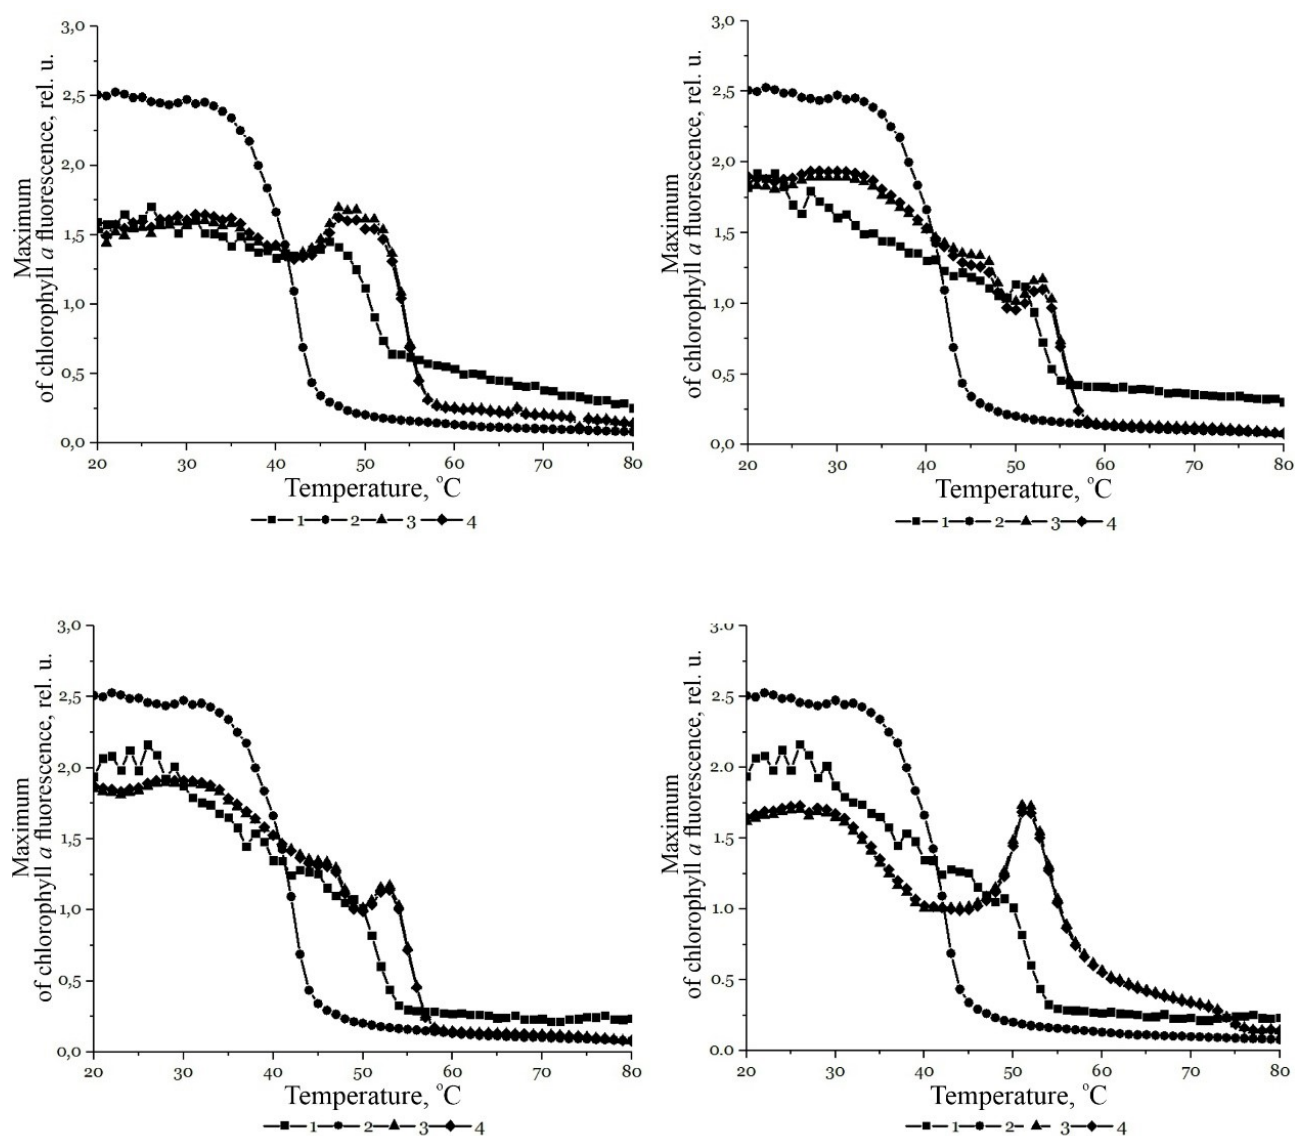 Maximum
of chlorophyll a fluorescence, rel. u.
3,0
2,5
2,0
1,5
1,0
0,5
0,0
20 30 40 50 60 70 80
Temperature, °C
1 2 3 4
Maximum
of chlorophyll a fluorescence, rel. u.
3,0
2,5
2,0
1,5
1,0
0,5
0,0
20 30 40 50 60 70 80
Temperature, °C
1 2 3 4
Maximum
of chlorophyll a fluorescence, rel. u.
3,0
2,5
2,0
1,5
1,0
0,5
0,0
20 30 40 50 60 70 80
Temperature, °C
1 2 3 4
Maximum
of chlorophyll a fluorescence, rel. u.
3.0
2.5
2.0
1.5
1.0
0.5
0.0
20 30 40 50 60 70 80
Temperature, °C
1 2 3 4